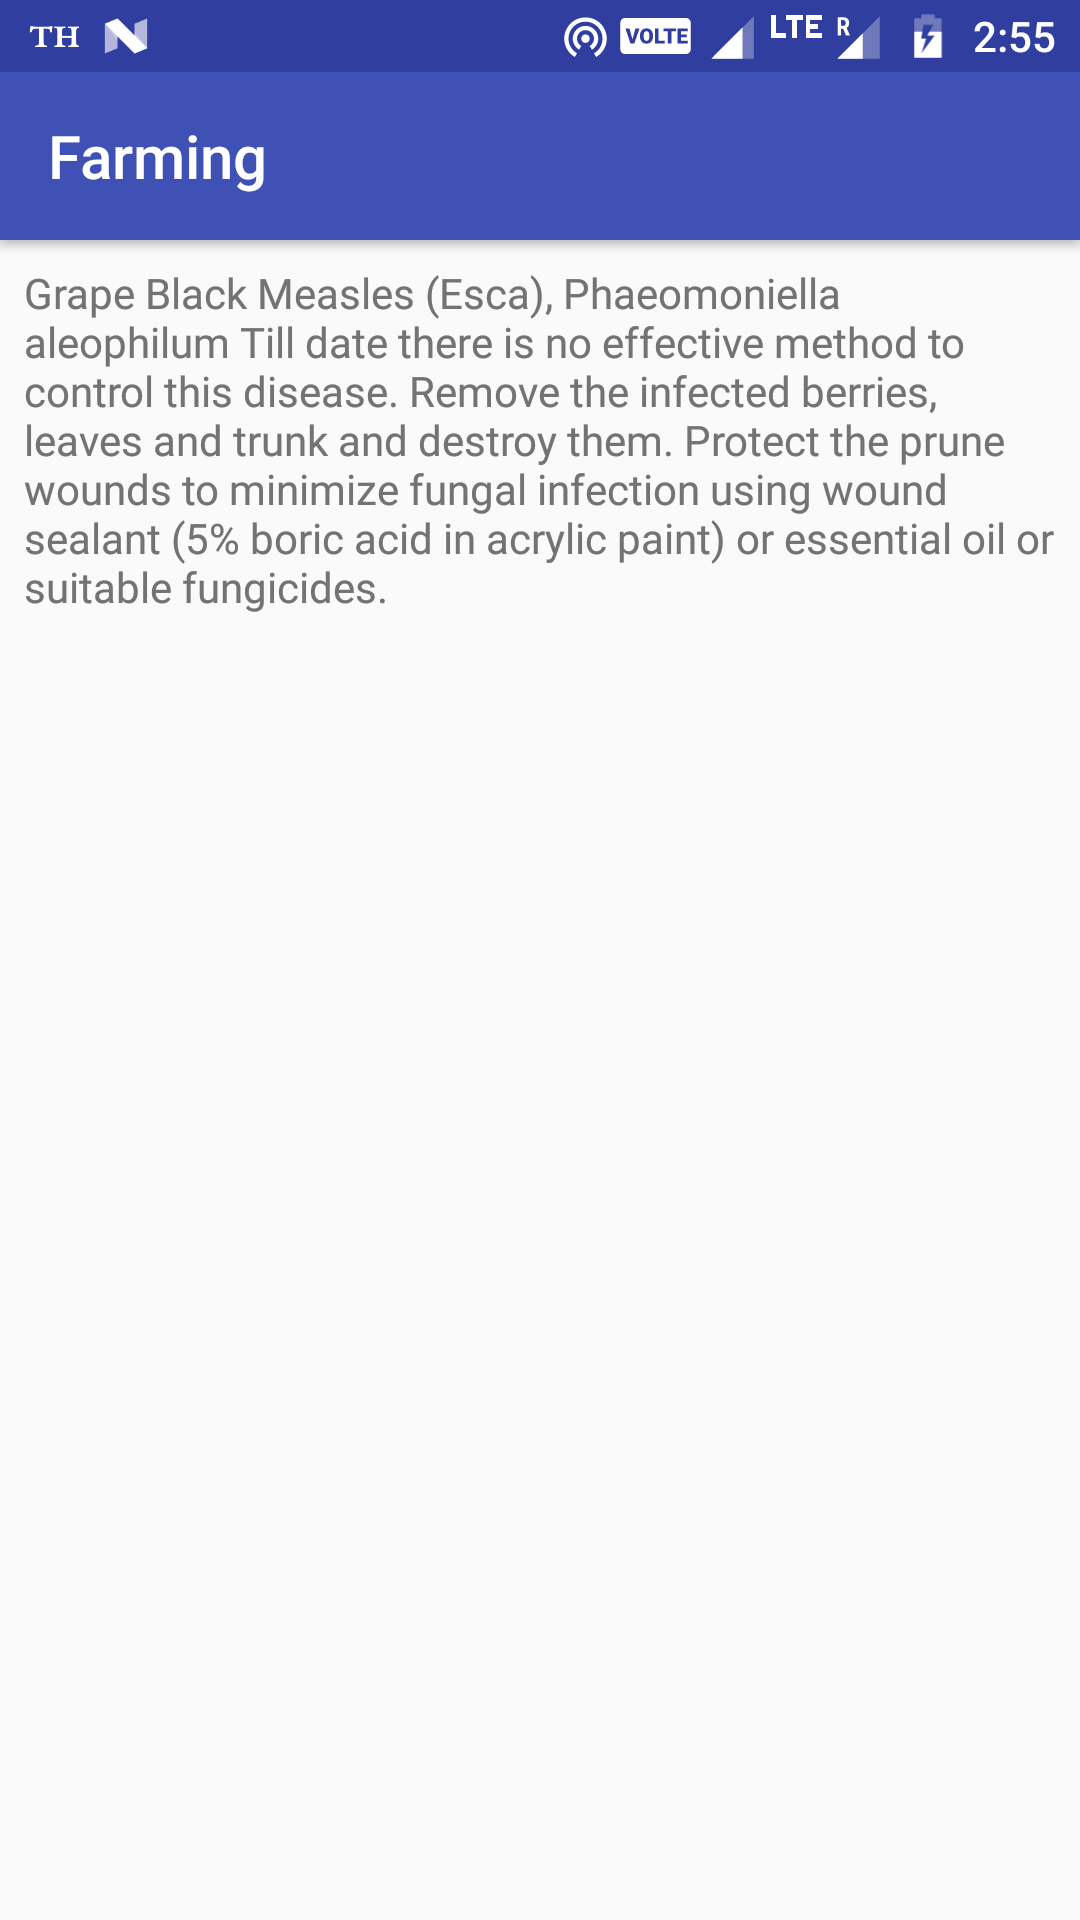 TH VOLTE LTE R 2:55
Farming
Grape Black Measles (Esca), Phaeomoniella
aleophilum Till date there is no effective method to
control this disease. Remove the infected berries,
leaves and trunk and destroy them. Protect the prune
wounds to minimize fungal infection using wound
sealant (5% boric acid in acrylic paint) or essential oil or
suitable fungicides.